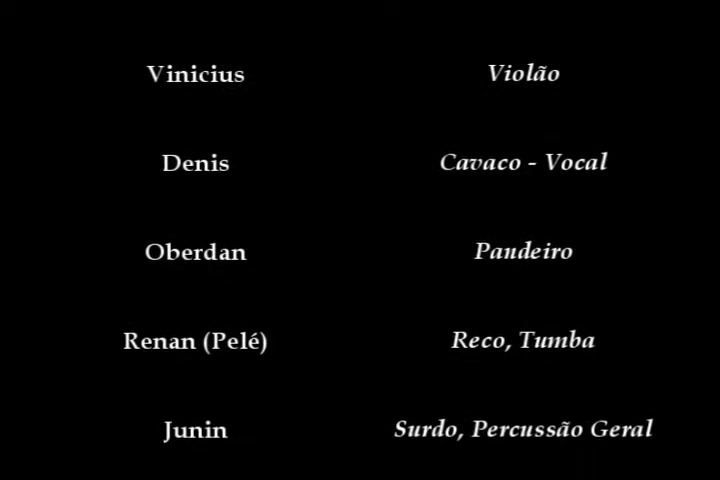 Vinicius Violão
Denis Cavaco - Vocal
Oberdan Pandeiro
Renan (Pelé) Reco, Tumba
Junin Surdo, Percussão Geral